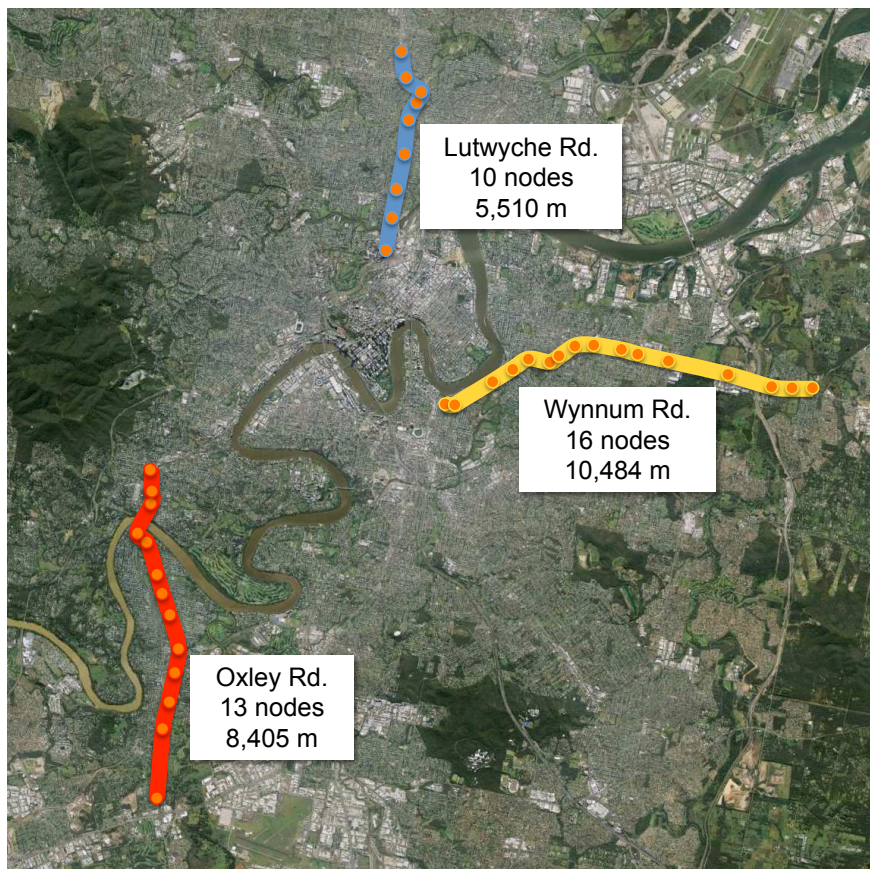 Lutwyche Rd.
10 nodes
5,510 m
Wynnum Rd.
16 nodes
10,484 m
Oxley Rd.
13 nodes
8,405 m